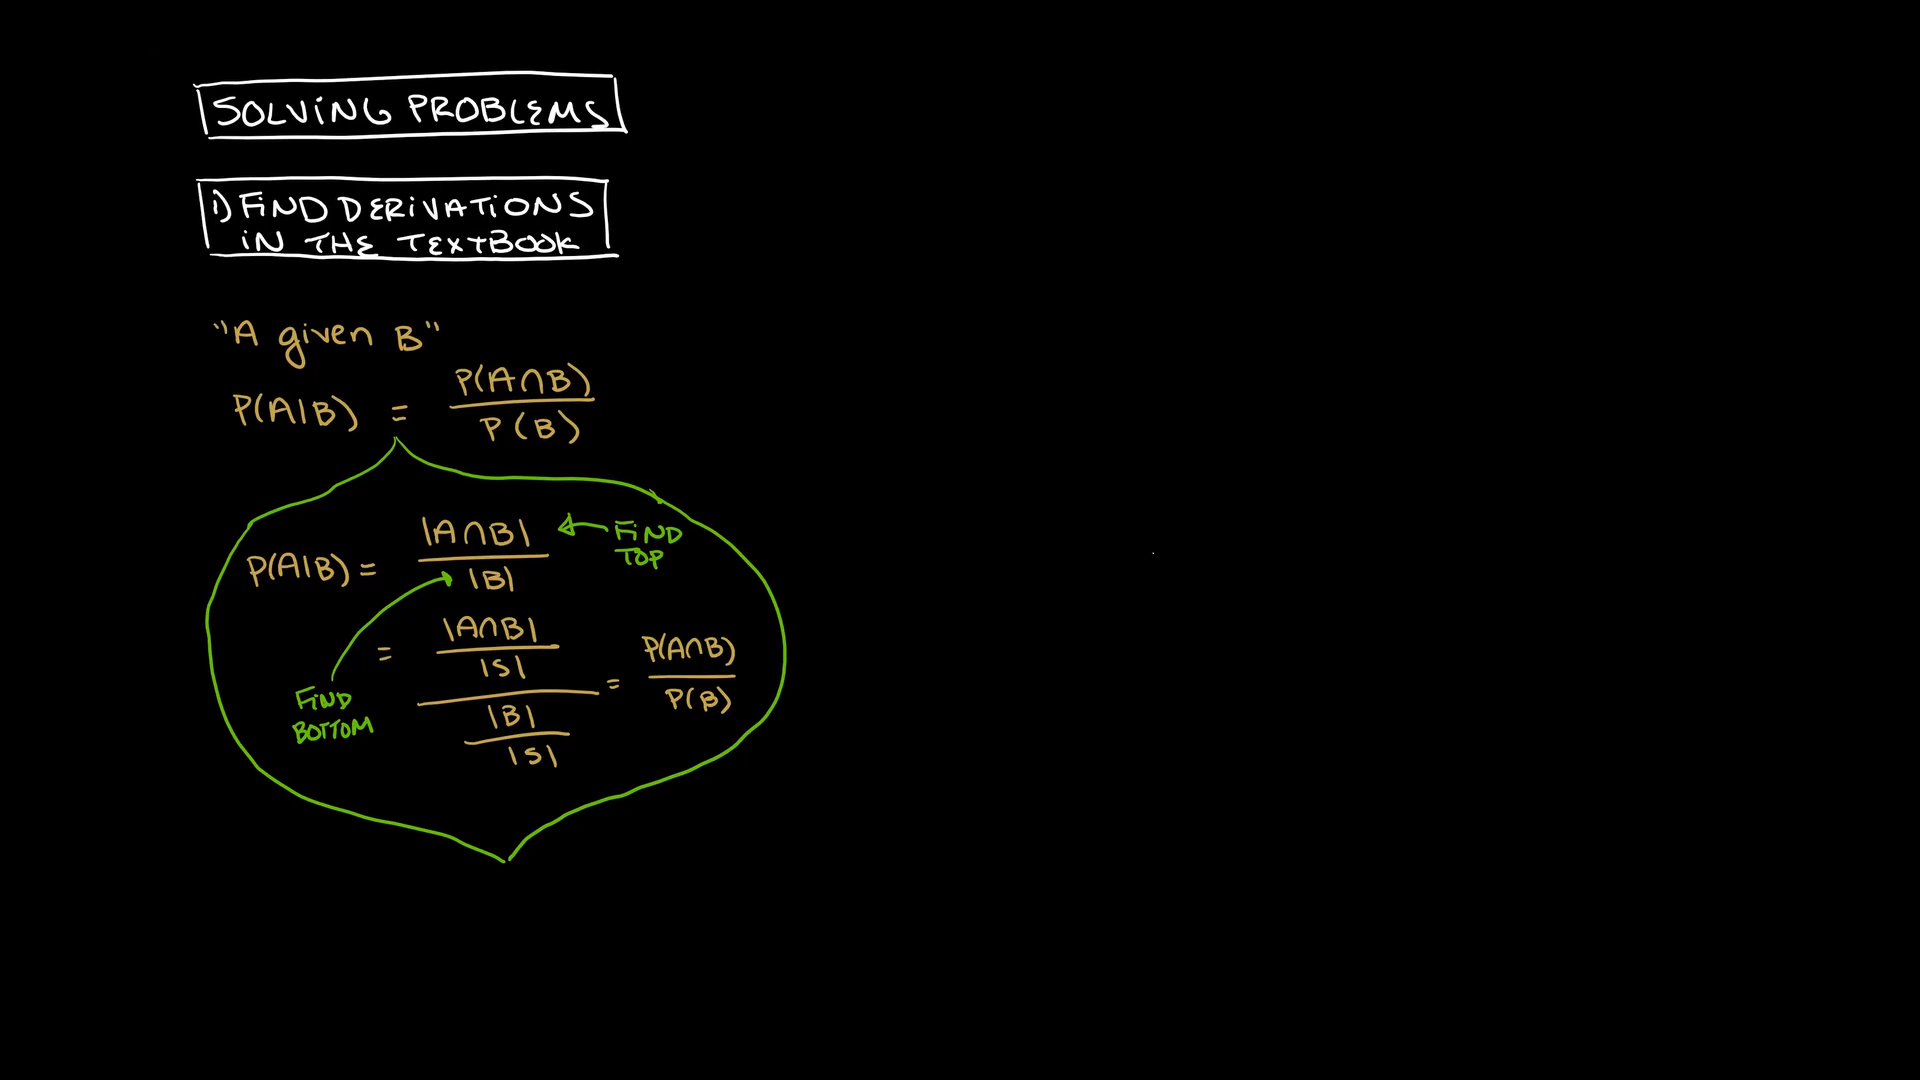 SOLViNG PROBLEMS
1) FiND DERiVATiONS
iN THE TEXTBOOK
"A given B"
P(A|B) = P(A∩B) / P(B)
P(A|B) = |A∩B| / |B|
FiND
TOP
= (|A∩B| / |S|) / (|B| / |S|) = P(A∩B) / P(B)
FiND
BOTTOM